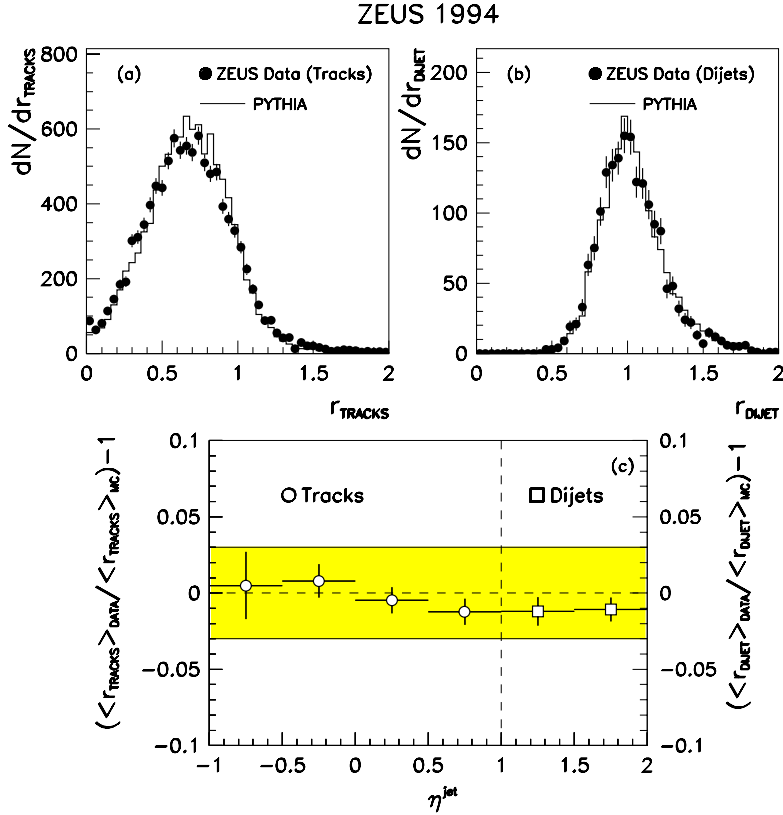 ZEUS 1994
dN/dr_TRACKS
800
600
400
200
0
(a)
ZEUS Data (Tracks)
PYTHIA
0 0.5 1 1.5 2
r_TRACKS
dN/dr_DIJET
200
150
100
50
0
(b)
ZEUS Data (Dijets)
PYTHIA
0 0.5 1 1.5 2
r_DIJET
(<r_TRACKS>_DATA/<r_TRACKS>_MC)−1
0.1
0.05
0
−0.05
−0.1
(c)
Tracks
Dijets
0.1
0.05
0
−0.05
−0.1
(<r_DIJET>_DATA/<r_DIJET>_MC)−1
−1 −0.5 0 0.5 1 1.5 2
η^jet